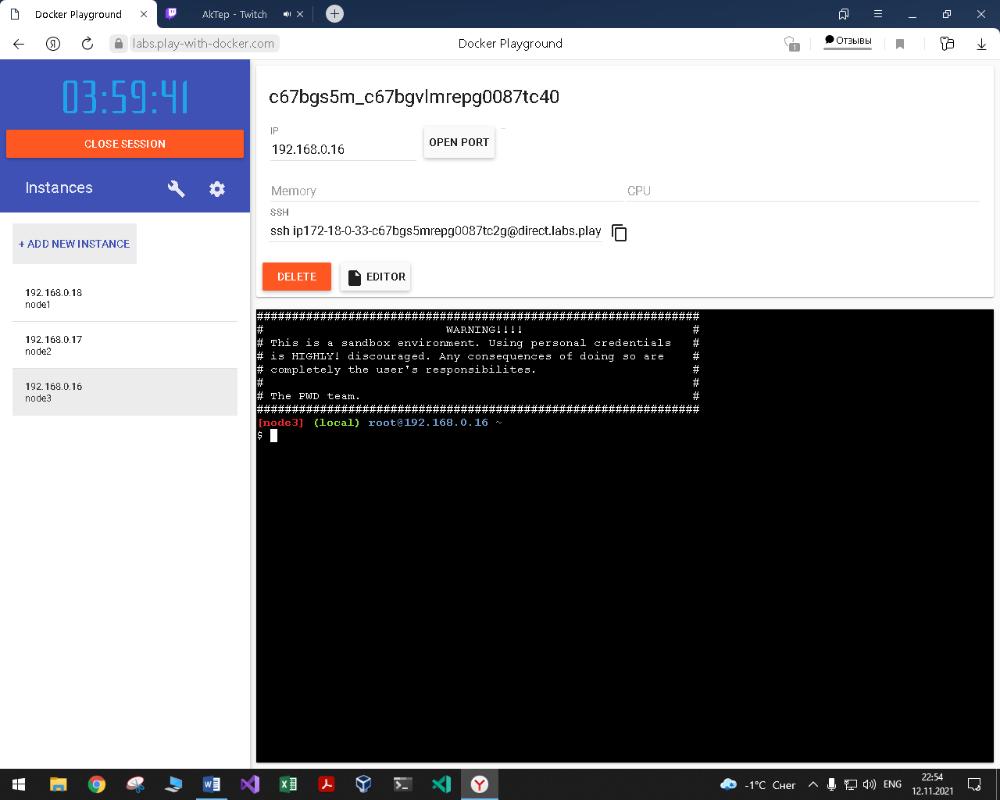 Docker Playground
AkTep - Twitch
labs.play-with-docker.com
Docker Playground
1
Отзывы
03:59:41
CLOSE SESSION
Instances
+ ADD NEW INSTANCE
192.168.0.18
node1
192.168.0.17
node2
192.168.0.16
node3
c67bgs5m_c67bgvlmrepg0087tc40
IP
192.168.0.16
OPEN PORT
Memory
CPU
SSH
ssh ip172-18-0-33-c67bgs5mrepg0087tc2g@direct.labs.play
DELETE
EDITOR
###############################################################
# WARNING!!!! #
# This is a sandbox environment. Using personal credentials #
# is HIGHLY! discouraged. Any consequences of doing so are #
# completely the user's responsibilites. #
# #
# The PWD team. #
###############################################################
[node3] (local) root@192.168.0.16 ~
$
-1°C Снег
ENG
22:54
12.11.2021